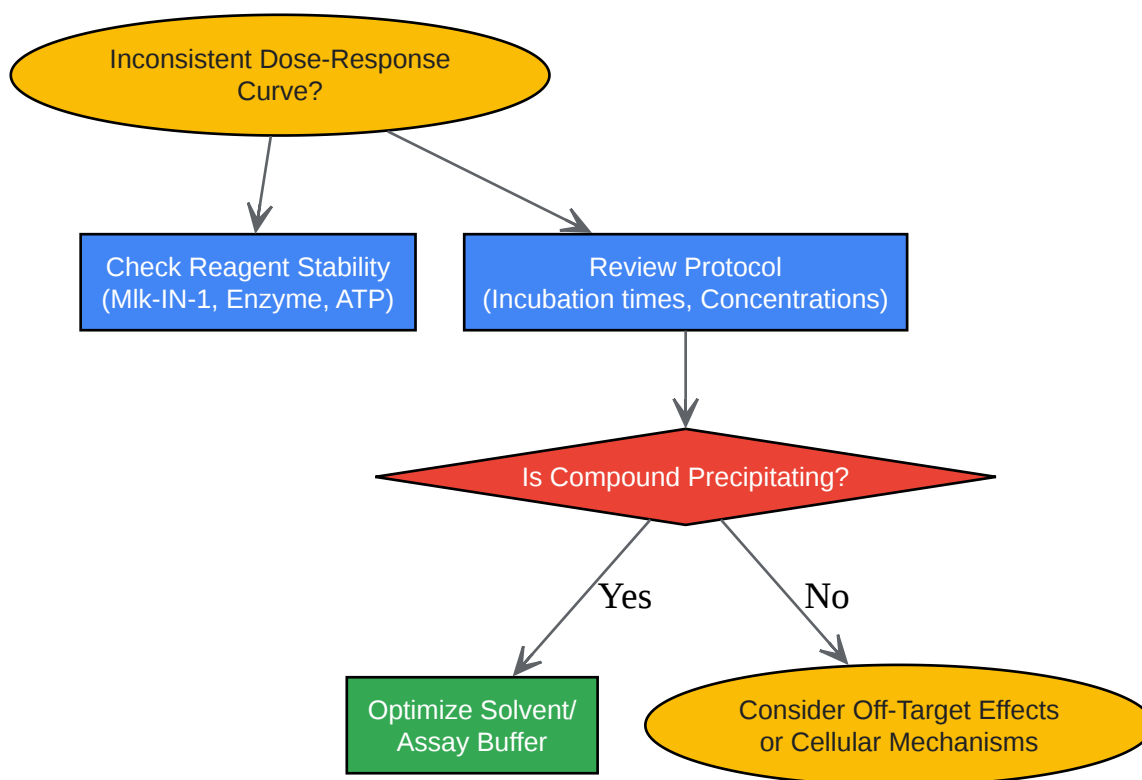 Inconsistent Dose-Response
Curve?
Check Reagent Stability
(Mlk-IN-1, Enzyme, ATP)
Review Protocol
(Incubation times, Concentrations)
Is Compound Precipitating?
Yes
No
Optimize Solvent/
Assay Buffer
Consider Off-Target Effects
or Cellular Mechanisms